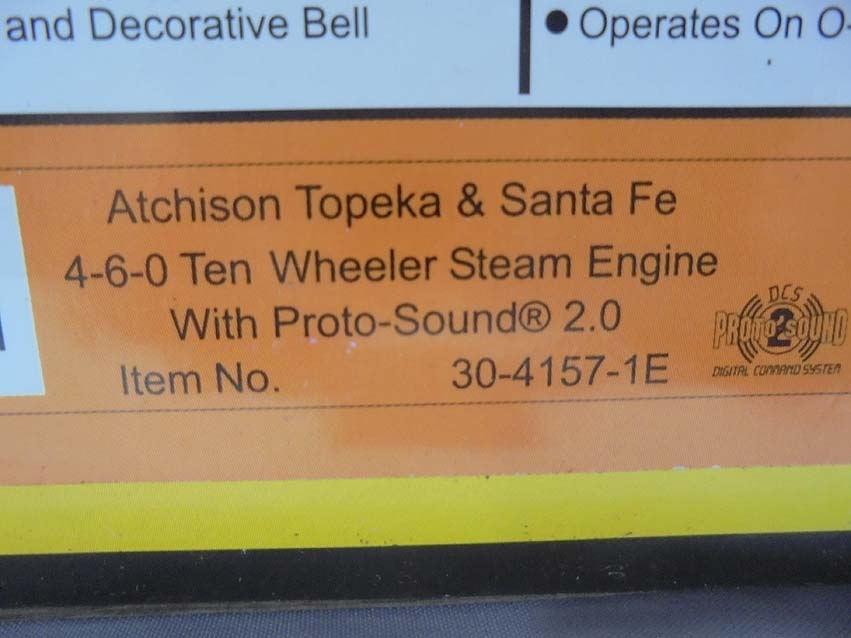 and Decorative Bell
• Operates On O-
Atchison Topeka & Santa Fe
4-6-0 Ten Wheeler Steam Engine
With Proto-Sound® 2.0
Item No. 30-4157-1E
DCS
PROTO 2 SOUND
DIGITAL COMMAND SYSTEM